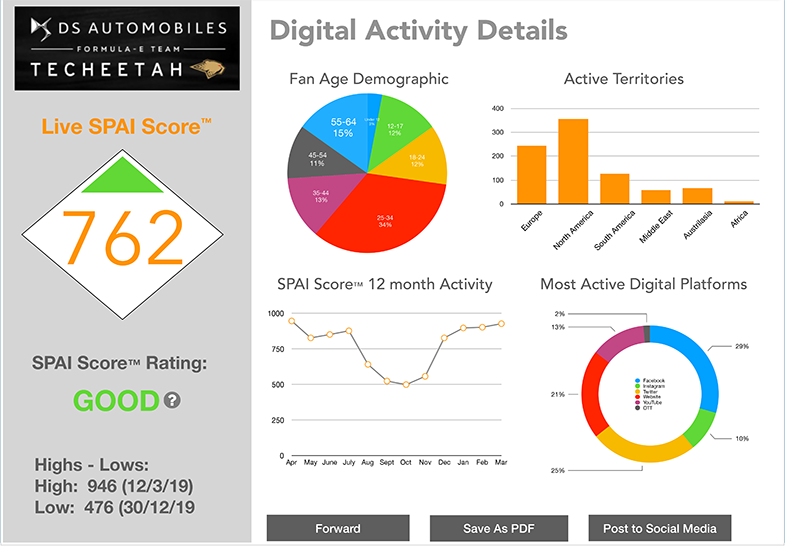 DS AUTOMOBILES
FORMULA-E TEAM
TECHEETAH
Live SPAI Score™
762
SPAI Score™ Rating:
GOOD ?
Highs - Lows:
High: 946 (12/3/19)
Low: 476 (30/12/19
Digital Activity Details
Fan Age Demographic
55-64
15%
12-17
12%
18-24
12%
25-34
34%
35-44
13%
45-54
11%
Active Territories
400
300
200
100
0
Europe
North America
South America
Middle East
Austrilasia
Africa
SPAI Score™ 12 month Activity
1000
750
500
250
0
Apr May June July Aug Sept Oct Nov Dec Jan Feb Mar
Most Active Digital Platforms
2%
13%
29%
21%
10%
25%
Facebook
Instagram
Twitter
Website
YouTube
OTT
Forward
Save As PDF
Post to Social Media